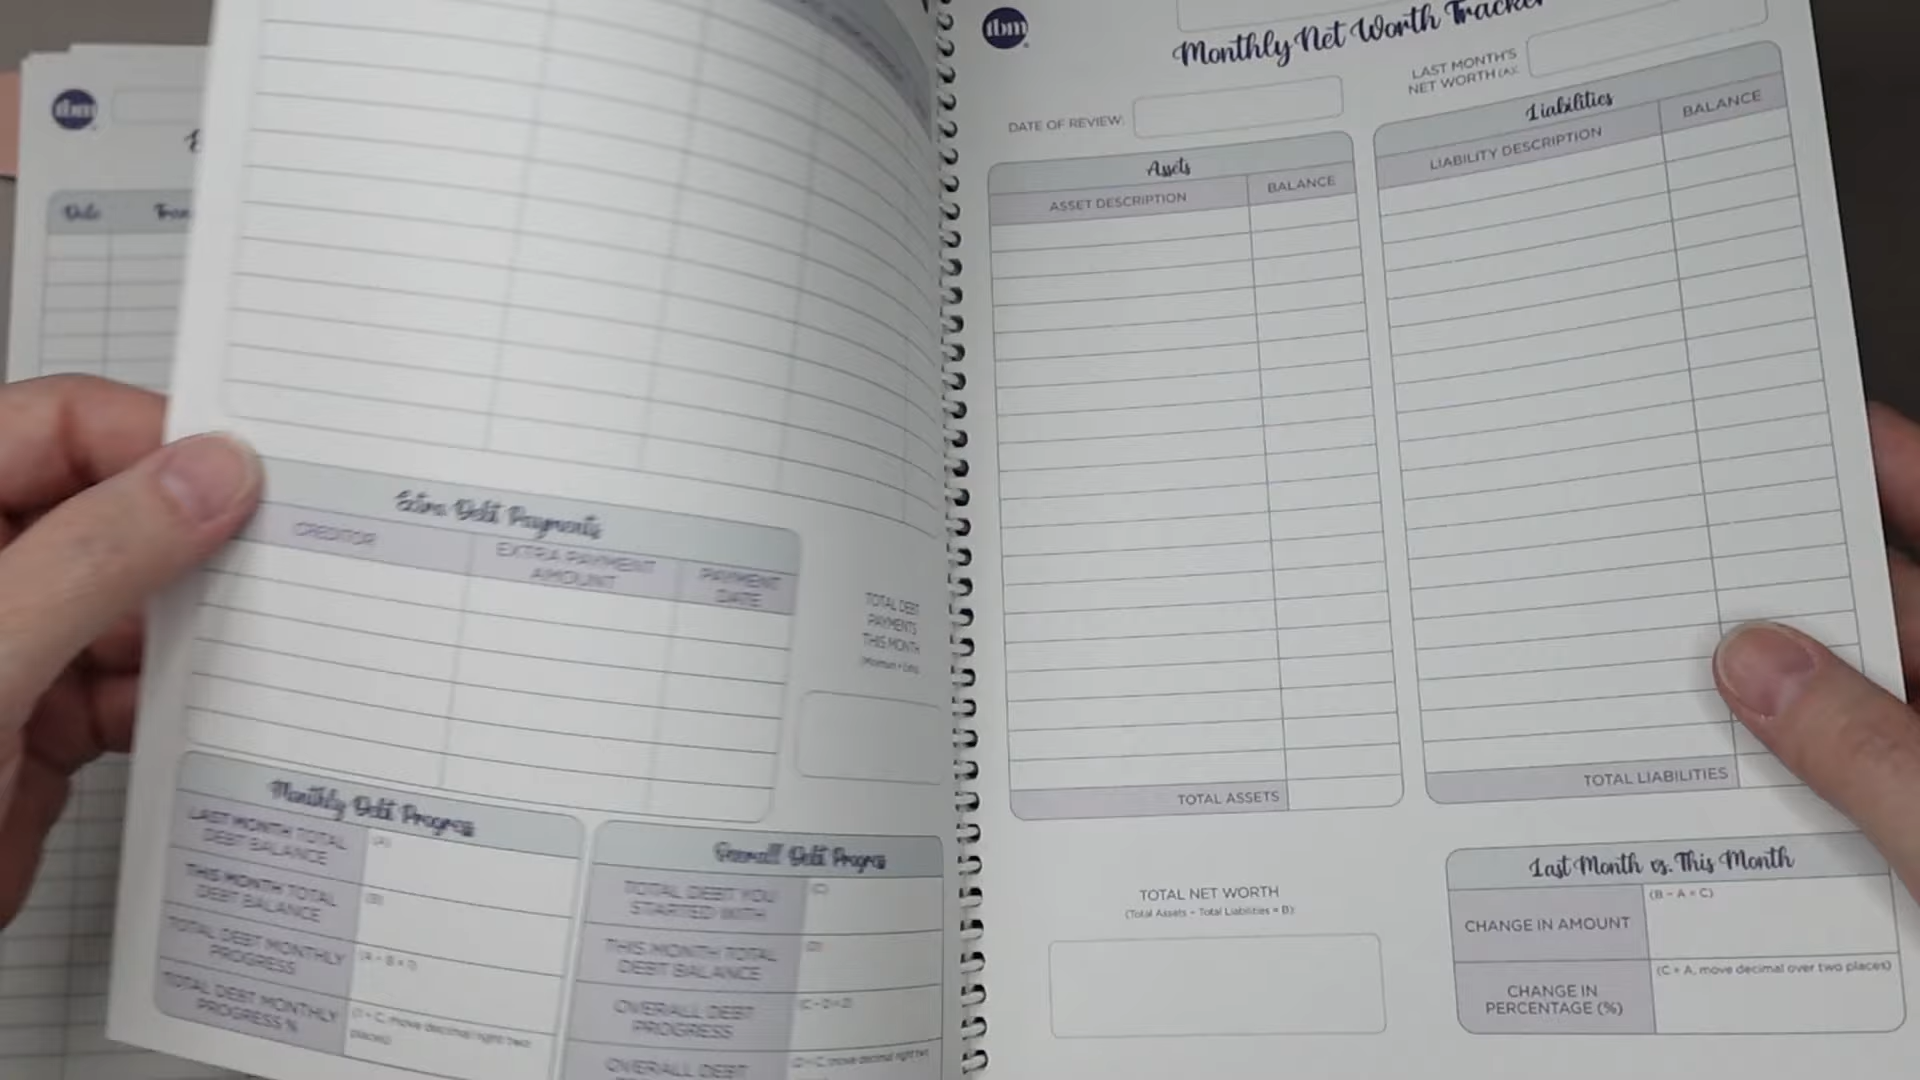 tbm
Date
Extra Debt Payments
CREDITOR
EXTRA PAYMENT
AMOUNT
PAYMENT
DATE
TOTAL DEBT
PAYMENTS
THIS MONTH
Monthly Debt Progress
LAST MONTH TOTAL
DEBT BALANCE
(A)
THIS MONTH TOTAL
DEBT BALANCE
(B)
TOTAL DEBT MONTHLY
PROGRESS
TOTAL DEBT MONTHLY
PROGRESS %
Overall Debt Progres
TOTAL DEBT YOU
STARTED WITH
(C)
THIS MONTH TOTAL
DEBT BALANCE
(D)
OVERALL DEBT
PROGRESS
OVERALL DEBT
tbm
Monthly Net Worth Tracker
DATE OF REVIEW:
LAST MONTH'S
NET WORTH (A):
Assets
ASSET DESCRIPTION
BALANCE
TOTAL ASSETS
Liabilities
LIABILITY DESCRIPTION
BALANCE
TOTAL LIABILITIES
TOTAL NET WORTH
(Total Assets - Total Liabilities = B)
Last Month vs. This Month
CHANGE IN AMOUNT
(B - A = C)
CHANGE IN
PERCENTAGE (%)
(C ÷ A, move decimal over two places)